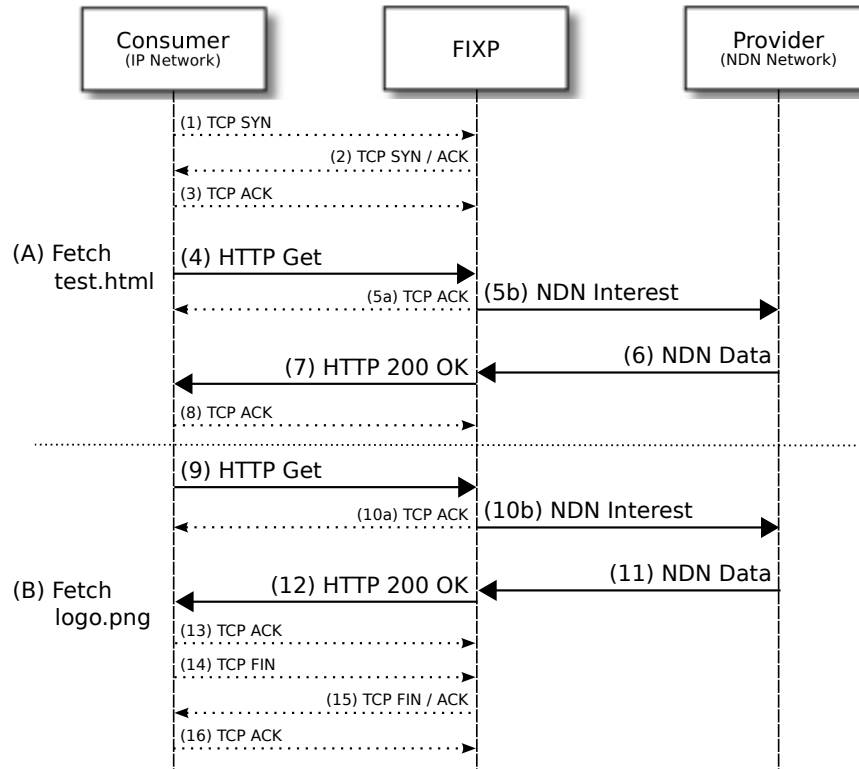 Consumer
(IP Network)
FIXP
Provider
(NDN Network)
(1) TCP SYN
(2) TCP SYN / ACK
(3) TCP ACK
(A) Fetch
test.html
(4) HTTP Get
(5a) TCP ACK
(5b) NDN Interest
(6) NDN Data
(7) HTTP 200 OK
(8) TCP ACK
(9) HTTP Get
(10a) TCP ACK
(10b) NDN Interest
(11) NDN Data
(12) HTTP 200 OK
(B) Fetch
logo.png
(13) TCP ACK
(14) TCP FIN
(15) TCP FIN / ACK
(16) TCP ACK